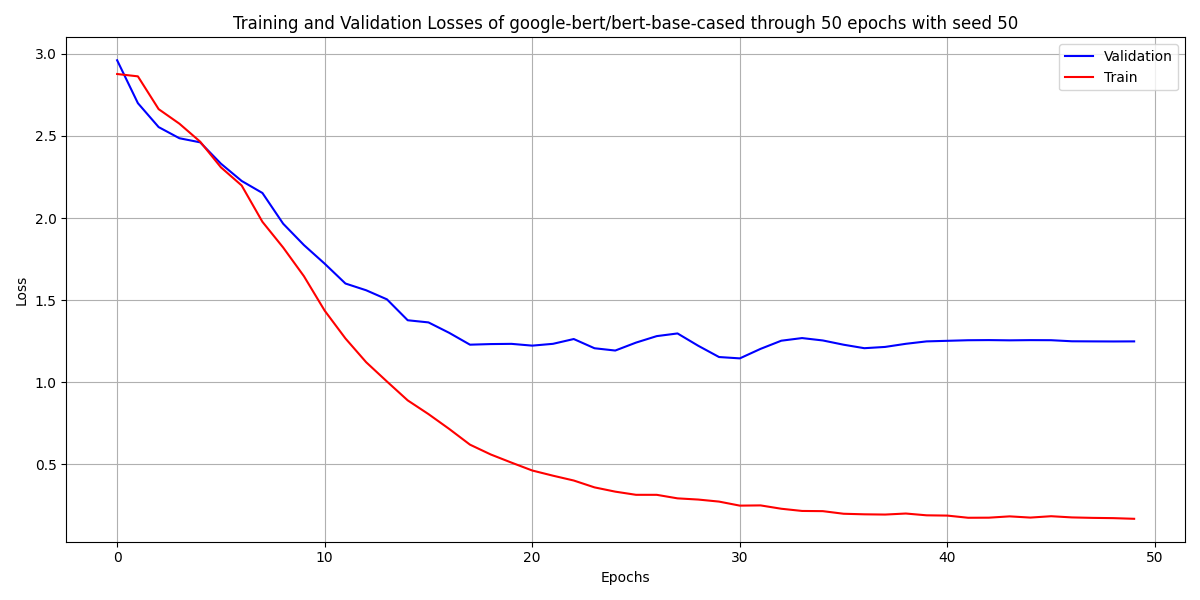 Training and Validation Losses of google-bert/bert-base-cased through 50 epochs with seed 50
Validation
Train
3.0
2.5
2.0
1.5
1.0
0.5
Loss
0
10
20
30
40
50
Epochs